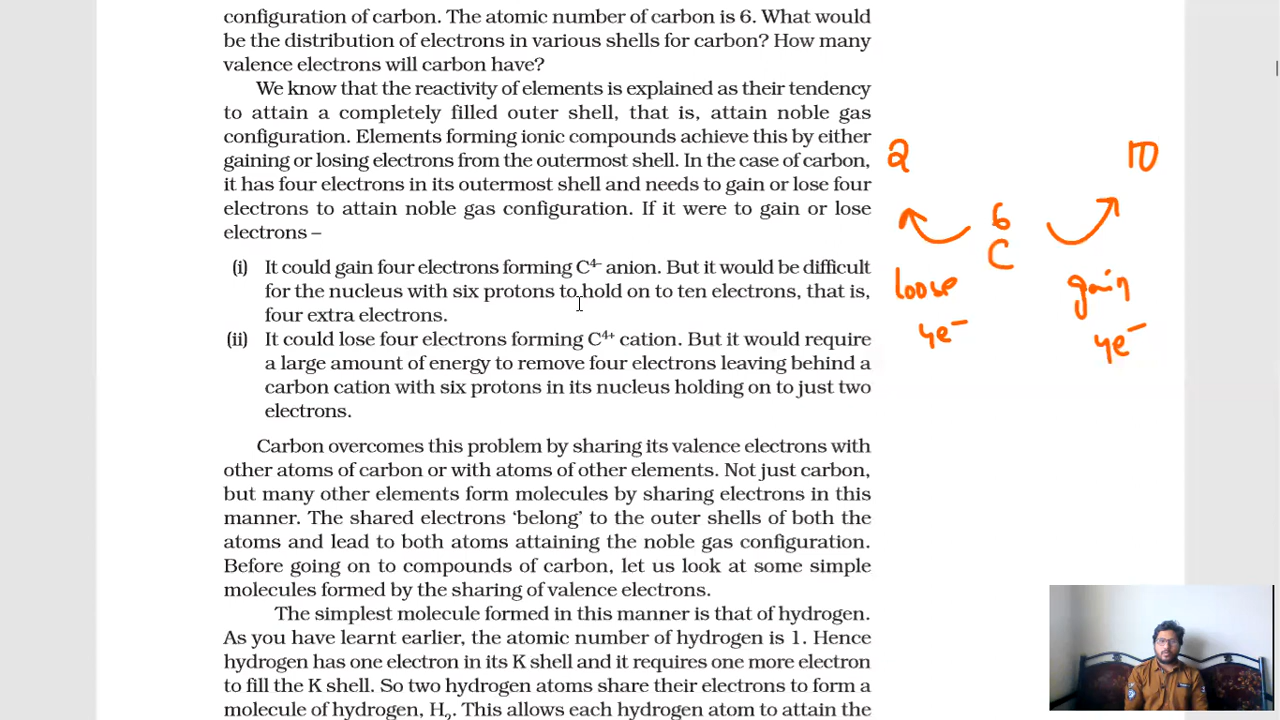 configuration of carbon. The atomic number of carbon is 6. What would
be the distribution of electrons in various shells for carbon? How many
valence electrons will carbon have?
We know that the reactivity of elements is explained as their tendency
to attain a completely filled outer shell, that is, attain noble gas
configuration. Elements forming ionic compounds achieve this by either
gaining or losing electrons from the outermost shell. In the case of carbon,
it has four electrons in its outermost shell and needs to gain or lose four
electrons to attain noble gas configuration. If it were to gain or lose
electrons –
(i) It could gain four electrons forming C⁴⁻ anion. But it would be difficult
for the nucleus with six protons to hold on to ten electrons, that is,
four extra electrons.
(ii) It could lose four electrons forming C⁴⁺ cation. But it would require
a large amount of energy to remove four electrons leaving behind a
carbon cation with six protons in its nucleus holding on to just two
electrons.
Carbon overcomes this problem by sharing its valence electrons with
other atoms of carbon or with atoms of other elements. Not just carbon,
but many other elements form molecules by sharing electrons in this
manner. The shared electrons ‘belong’ to the outer shells of both the
atoms and lead to both atoms attaining the noble gas configuration.
Before going on to compounds of carbon, let us look at some simple
molecules formed by the sharing of valence electrons.
The simplest molecule formed in this manner is that of hydrogen.
As you have learnt earlier, the atomic number of hydrogen is 1. Hence
hydrogen has one electron in its K shell and it requires one more electron
to fill the K shell. So two hydrogen atoms share their electrons to form a
molecule of hydrogen, H₂. This allows each hydrogen atom to attain the
2 10
6
C
loose gain
4e⁻ 4e⁻